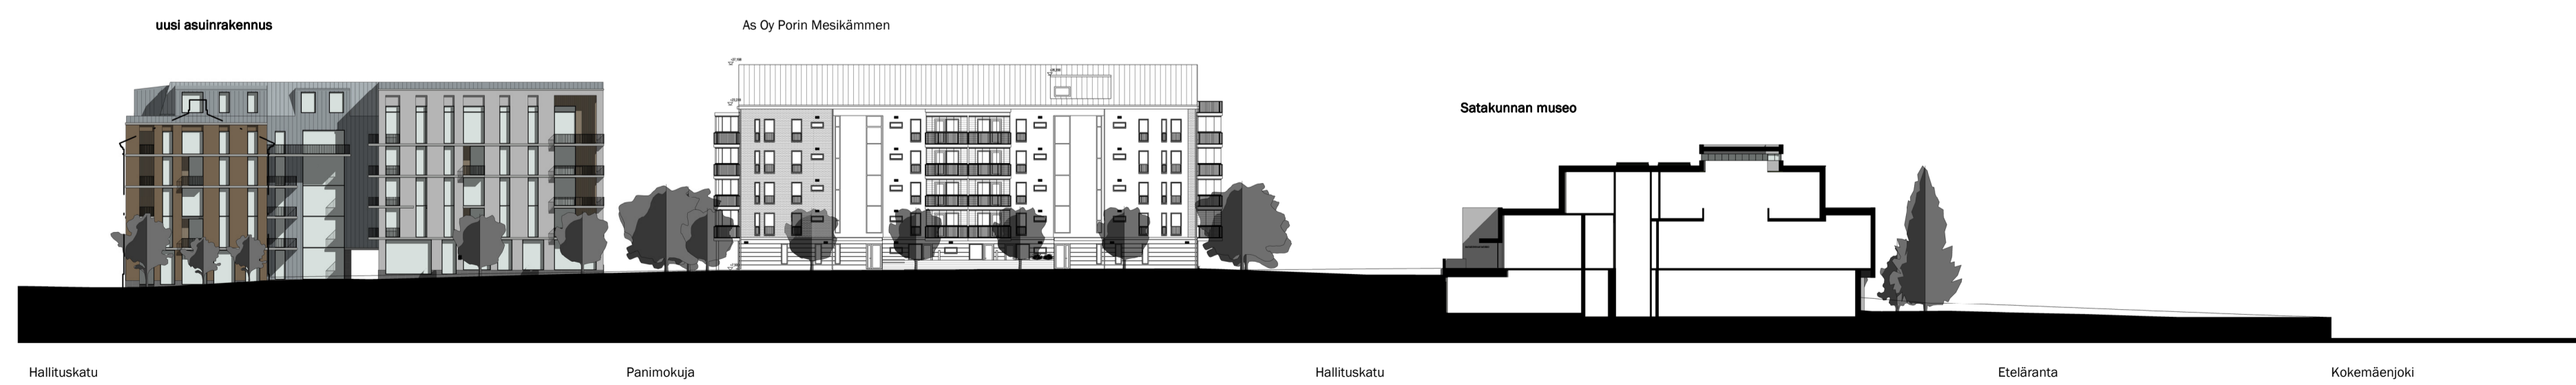 uusi asuinrakennus
As Oy Porin Mesikämmen
Satakunnan museo
Hallituskatu
Panimokuja
Hallituskatu
Eteläranta
Kokemäenjoki